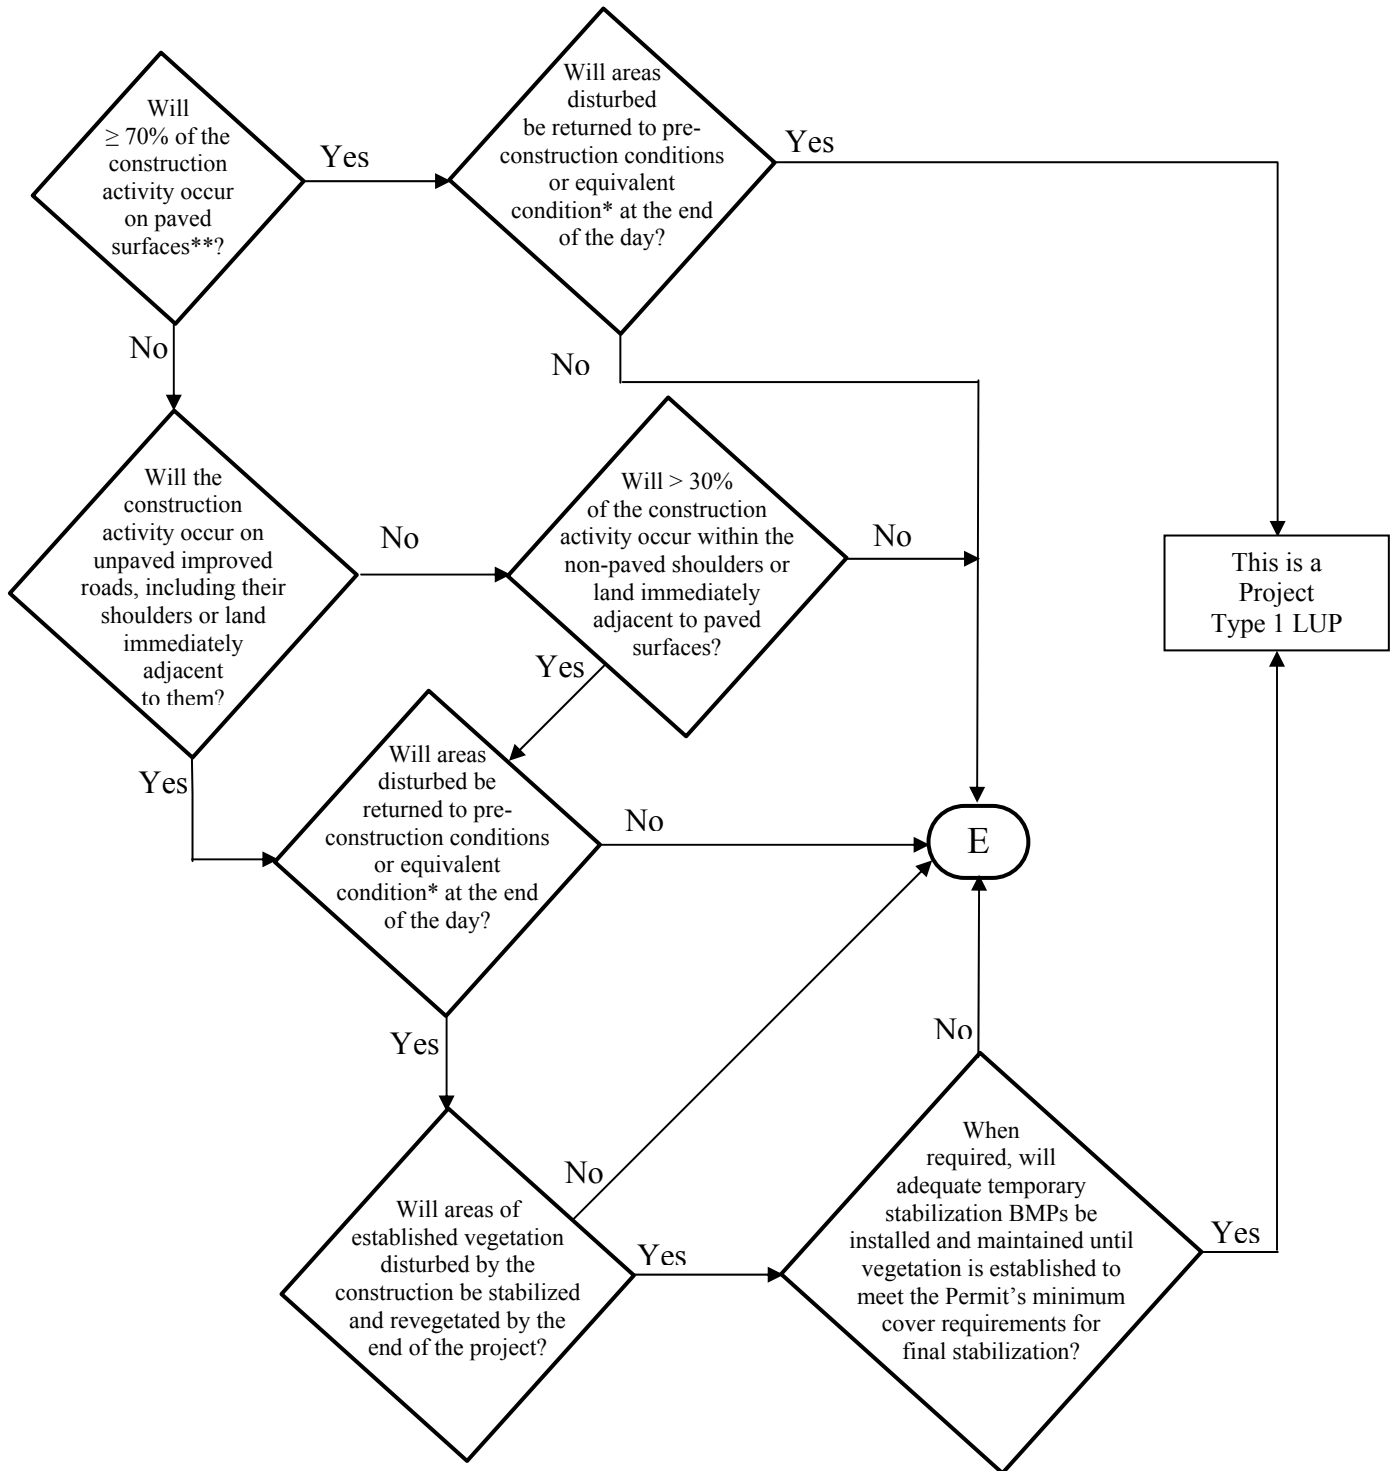 Will
≥ 70% of the
construction
activity occur
on paved
surfaces**?
Yes
No
Will areas
disturbed
be returned to pre-
construction conditions
or equivalent
condition* at the end
of the day?
Yes
No
Will the
construction
activity occur on
unpaved improved
roads, including their
shoulders or land
immediately
adjacent
to them?
No
Yes
Will > 30%
of the construction
activity occur within the
non-paved shoulders or
land immediately
adjacent to paved
surfaces?
No
Yes
This is a
Project
Type 1 LUP
Will areas
disturbed be
returned to pre-
construction conditions
or equivalent
condition* at the end
of the day?
No
Yes
E
Will areas of
established vegetation
disturbed by the
construction be stabilized
and revegetated by the
end of the project?
No
Yes
When
required, will
adequate temporary
stabilization BMPs be
installed and maintained until
vegetation is established to
meet the Permit’s minimum
cover requirements for
final stabilization?
No
Yes